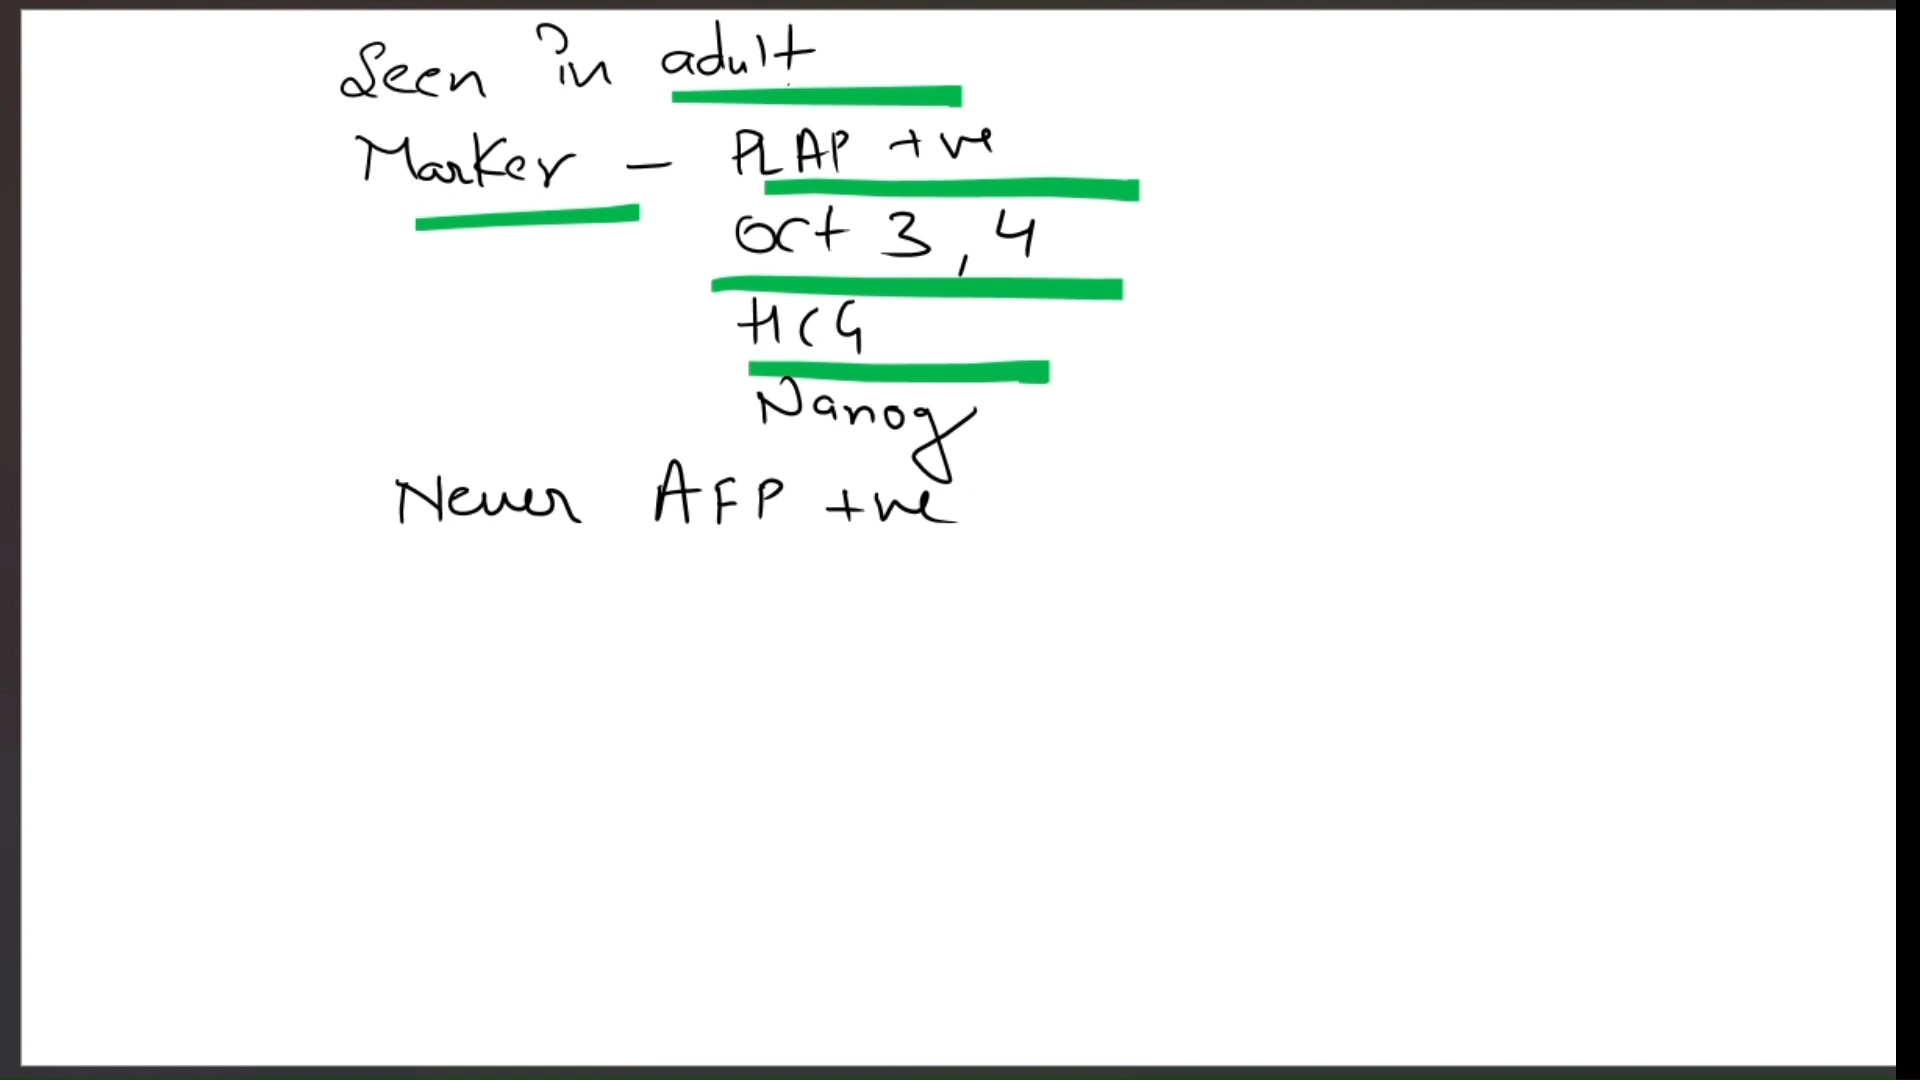 Seen in adult
Marker - PLAP +ve
Oct 3, 4
HCG
Nanog
Never AFP +ve